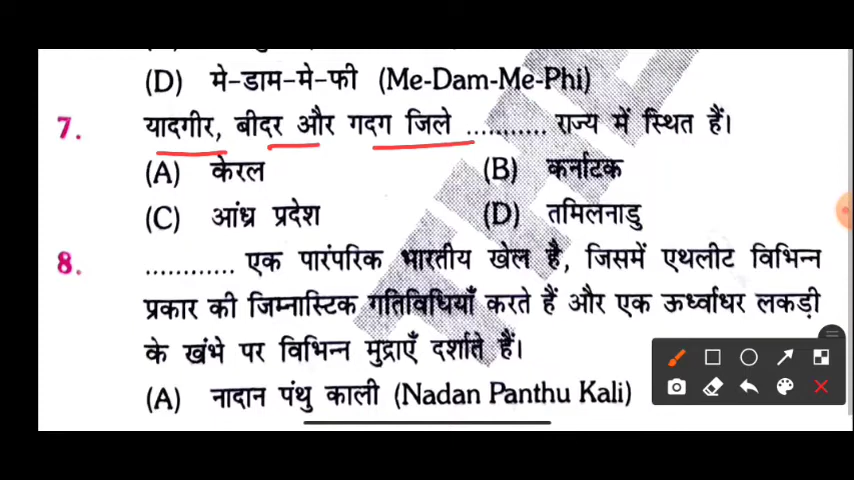 (D) मे-डाम-मे-फी (Me-Dam-Me-Phi)
7. यादगीर, बीदर और गदग जिले ........... राज्य में स्थित हैं।
(A) केरल (B) कर्नाटक
(C) आंध्र प्रदेश (D) तमिलनाडु
8. ............ एक पारंपरिक भारतीय खेल है, जिसमें एथलीट विभिन्न
प्रकार की जिम्नास्टिक गतिविधियाँ करते हैं और एक ऊर्ध्वाधर लकड़ी
के खंभे पर विभिन्न मुद्राएँ दर्शाते हैं।
(A) नादान पंथु काली (Nadan Panthu Kali)